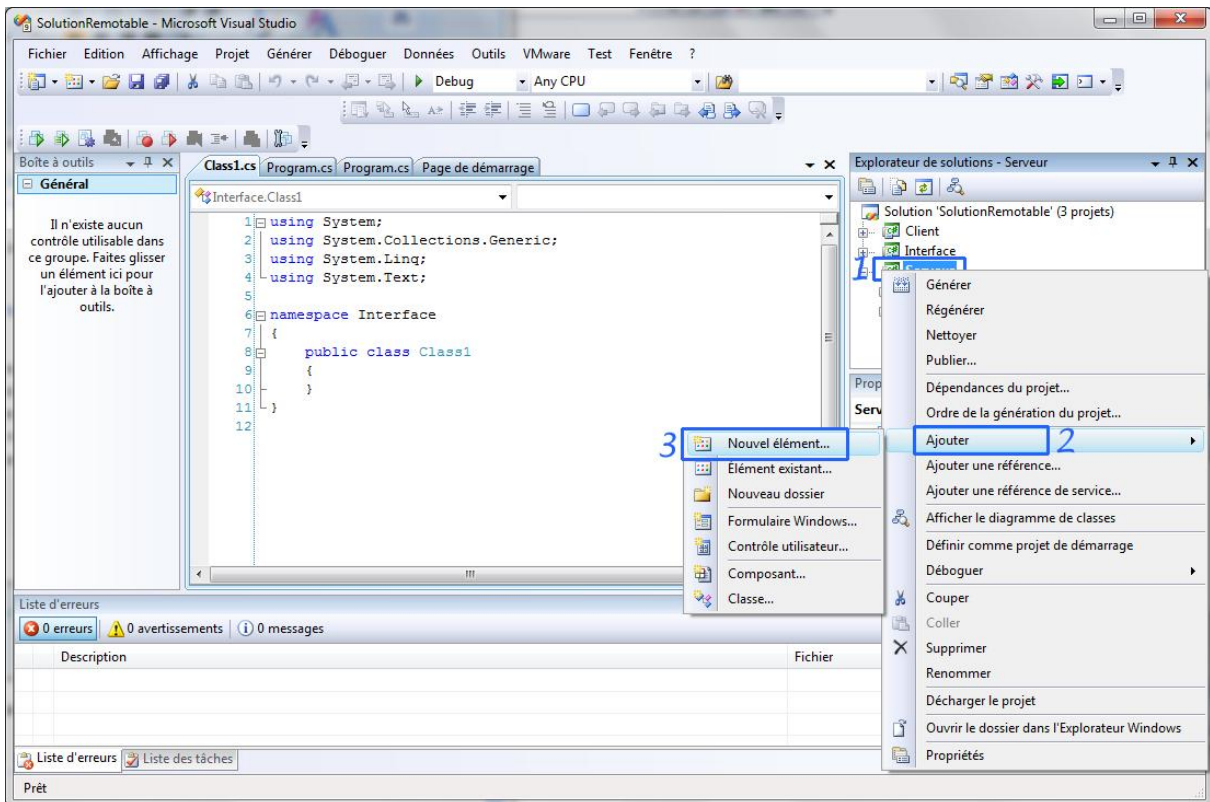 SolutionRemotable - Microsoft Visual Studio
Fichier Edition Affichage Projet Générer Déboguer Données Outils VMware Test Fenêtre ?
Debug Any CPU
Boîte à outils
Général
Il n'existe aucun
contrôle utilisable dans
ce groupe. Faites glisser
un élément ici pour
l'ajouter à la boîte à
outils.
Class1.cs Program.cs Program.cs Page de démarrage
Interface.Class1
1 using System;
2 using System.Collections.Generic;
3 using System.Linq;
4 using System.Text;
5
6 namespace Interface
7 {
8 public class Class1
9 {
10 }
11 }
12
Explorateur de solutions - Serveur
Solution 'SolutionRemotable' (3 projets)
Client
Interface
1
Prop
Serv
Générer
Régénérer
Nettoyer
Publier...
Dépendances du projet...
Ordre de la génération du projet...
Ajouter 2
Ajouter une référence...
Ajouter une référence de service...
Afficher le diagramme de classes
Définir comme projet de démarrage
Déboguer
Couper
Coller
Supprimer
Renommer
Décharger le projet
Ouvrir le dossier dans l'Explorateur Windows
Propriétés
3 Nouvel élément...
Élément existant...
Nouveau dossier
Formulaire Windows...
Contrôle utilisateur...
Composant...
Classe...
Liste d'erreurs
0 erreurs 0 avertissements 0 messages
Description Fichier
Liste d'erreurs Liste des tâches
Prêt